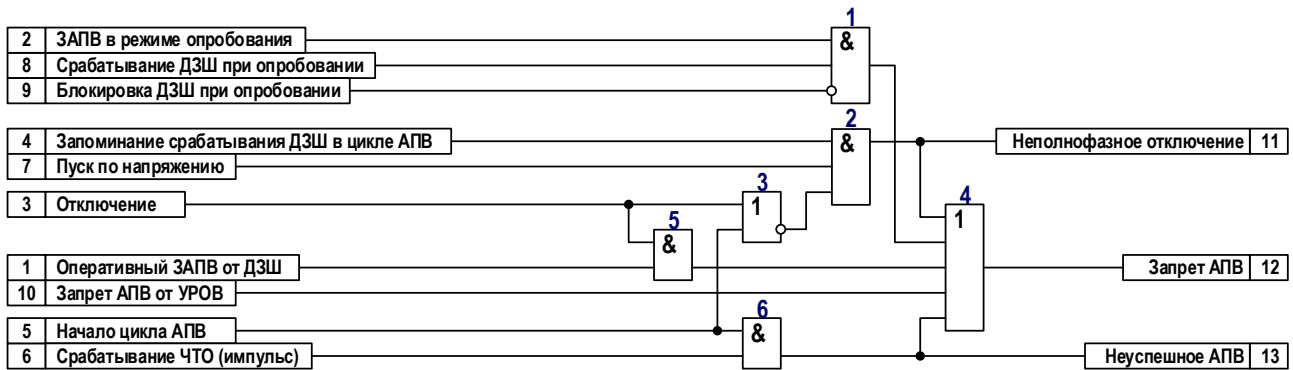 1
2 ЗАПВ в режиме опробования
&
8 Срабатывание ДЗШ при опробовании
9 Блокировка ДЗШ при опробовании
2
4 Запоминание срабатывания ДЗШ в цикле АПВ
&
Неполнофазное отключение 11
7 Пуск по напряжению
3
4
3 Отключение
1
1
5
&
1 Оперативный ЗАПВ от ДЗШ
Запрет АПВ 12
10 Запрет АПВ от УРОВ
6
5 Начало цикла АПВ
&
6 Срабатывание ЧТО (импульс)
Неуспешное АПВ 13